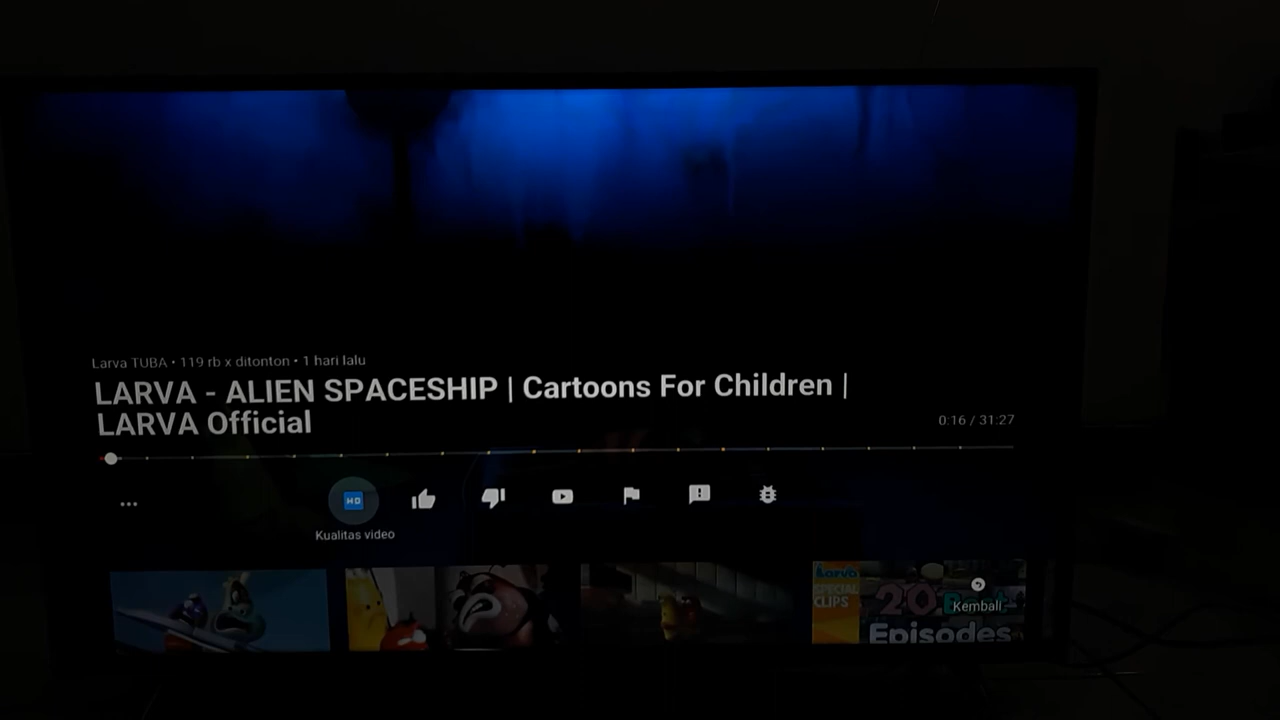 Larva TUBA • 119 rb x ditonton • 1 hari lalu
LARVA - ALIEN SPACESHIP | Cartoons For Children |
LARVA Official
0:16 / 31:27
HD
Kualitas video
Larva
SPECIAL
CLIPS
20 Best
Episodes
Kembali